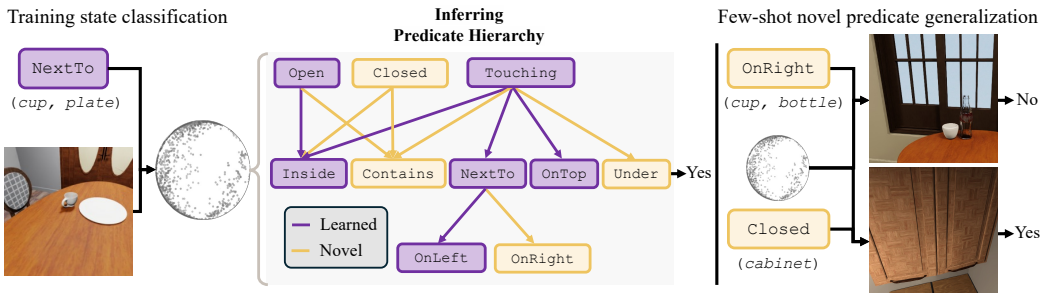 Training state classification
NextTo
(cup, plate)
Inferring
Predicate Hierarchy
Open
Closed
Touching
Inside
Contains
NextTo
OnTop
Under
Yes
Learned
Novel
OnLeft
OnRight
Few-shot novel predicate generalization
OnRight
(cup, bottle)
No
Closed
(cabinet)
Yes